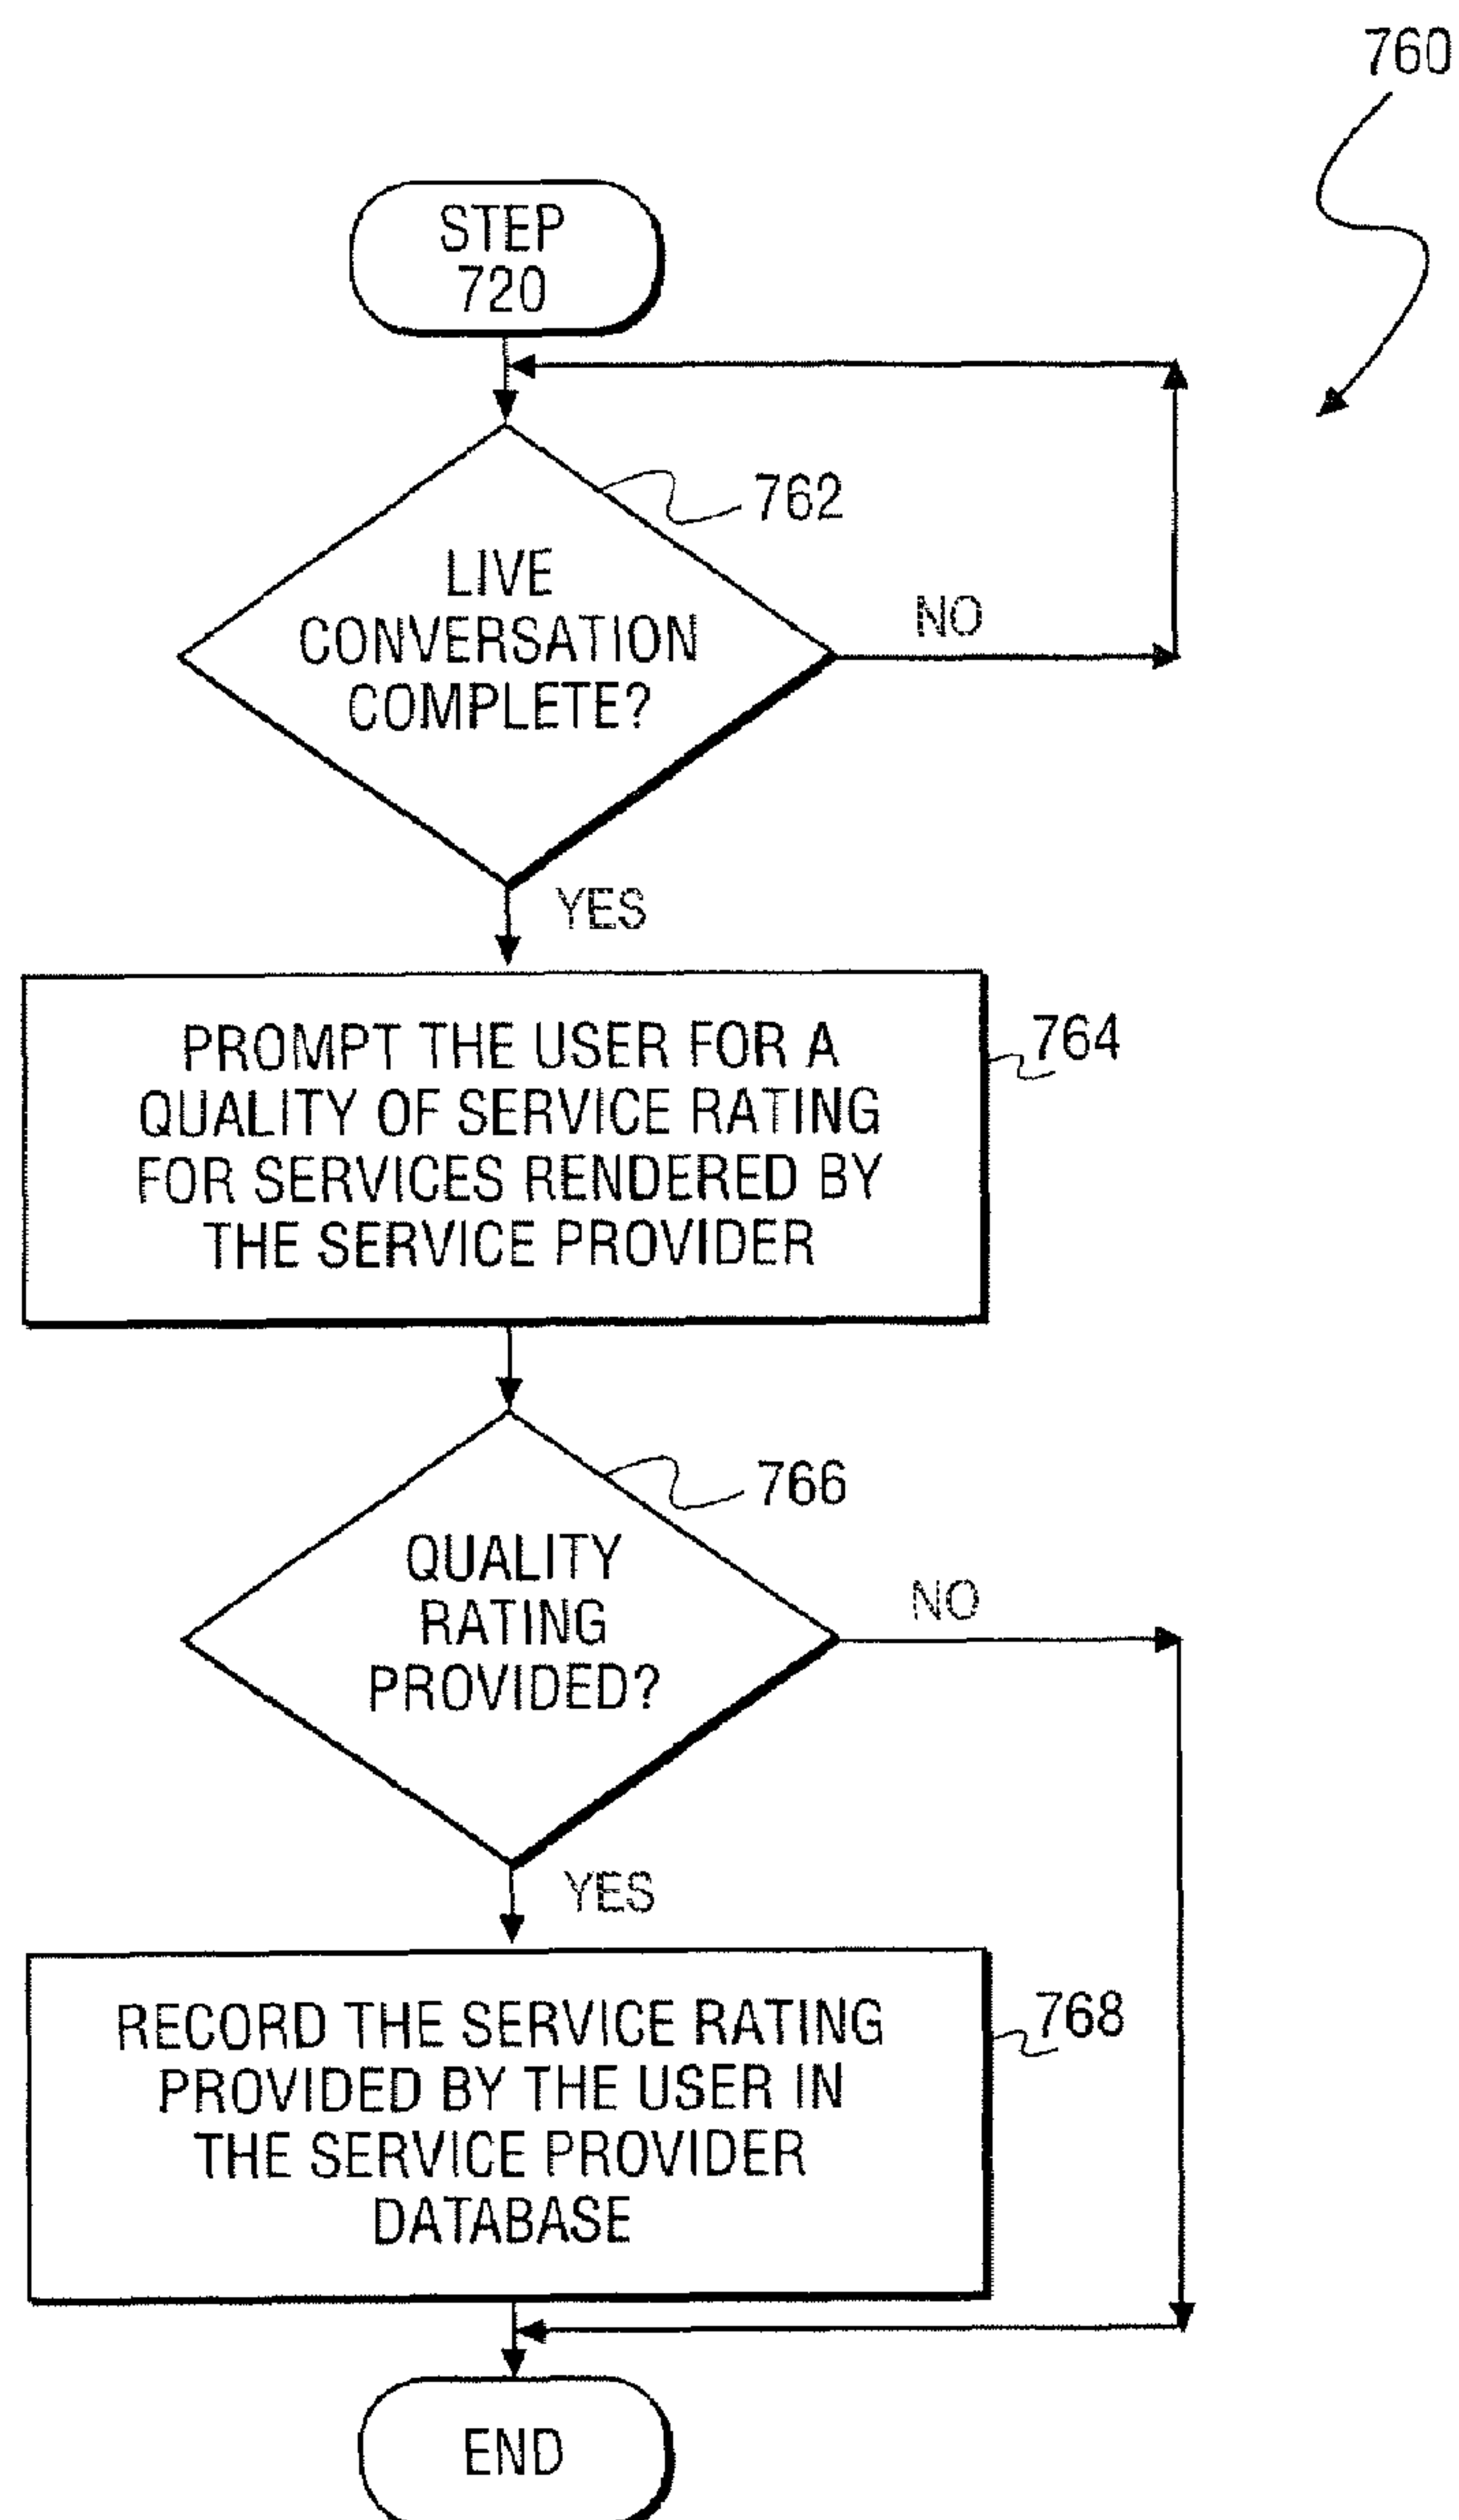 760
STEP
720
762
LIVE
CONVERSATION
COMPLETE?
NO
YES
PROMPT THE USER FOR A
QUALITY OF SERVICE RATING
FOR SERVICES RENDERED BY
THE SERVICE PROVIDER
764
766
QUALITY
RATING
PROVIDED?
NO
YES
RECORD THE SERVICE RATING
PROVIDED BY THE USER IN
THE SERVICE PROVIDER
DATABASE
768
END